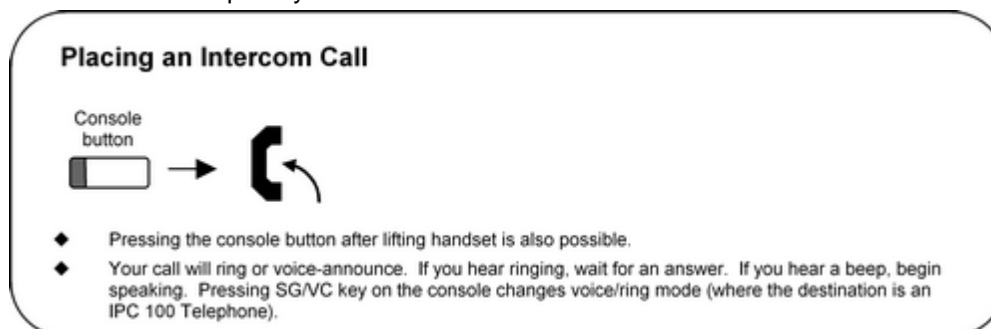 Placing an Intercom Call
Console
button
Pressing the console button after lifting handset is also possible.
Your call will ring or voice-announce. If you hear ringing, wait for an answer. If you hear a beep, begin
speaking. Pressing SG/VC key on the console changes voice/ring mode (where the destination is an
IPC 100 Telephone).